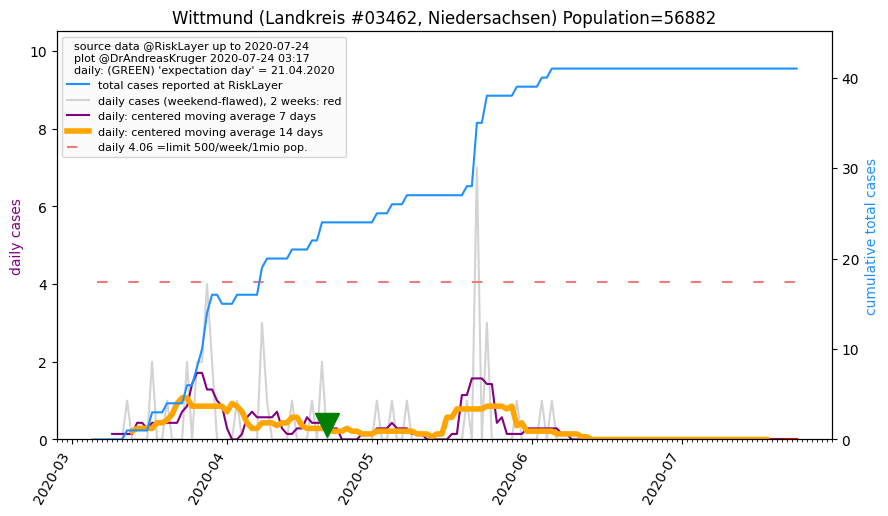 Wittmund (Landkreis #03462, Niedersachsen) Population=56882
source data @RiskLayer up to 2020-07-24
plot @DrAndreasKruger 2020-07-24 03:17
daily: (GREEN) 'expectation day' = 21.04.2020
total cases reported at RiskLayer
daily cases (weekend-flawed), 2 weeks: red
daily: centered moving average 7 days
daily: centered moving average 14 days
daily 4.06 =limit 500/week/1mio pop.
daily cases
10
8
6
4
2
0
cumulative total cases
40
30
20
10
0
2020-03
2020-04
2020-05
2020-06
2020-07